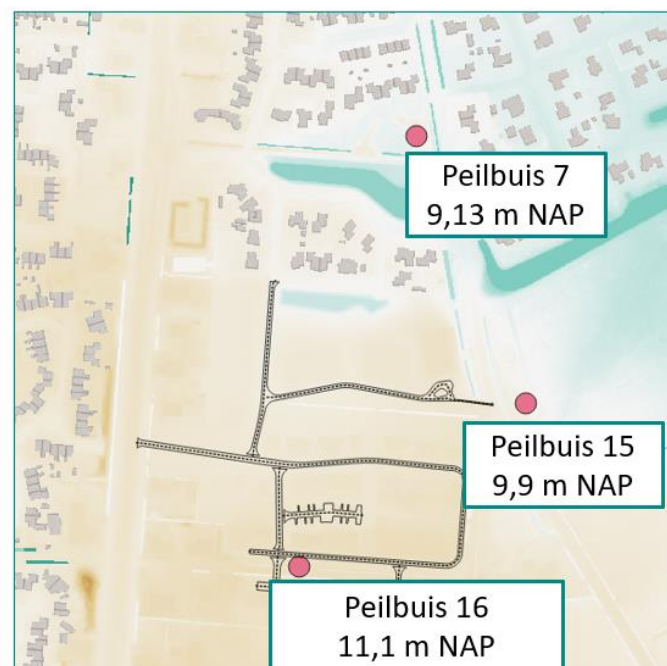 Peilbuis 7
9,13 m NAP
Peilbuis 15
9,9 m NAP
Peilbuis 16
11,1 m NAP